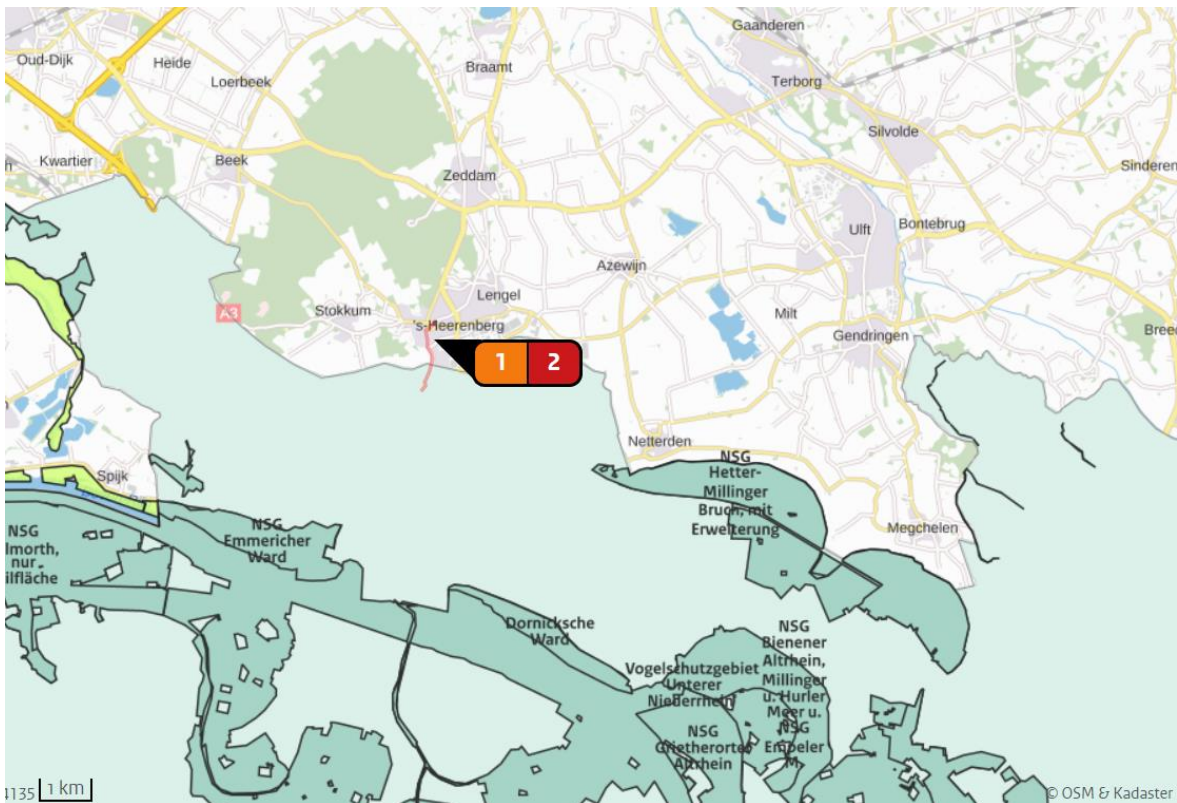 Gaanderen
Oud-Dijk
Heide
Braamt
Loerbeek
Terborg
Silvolde
Kwartier
Beek
Sinderen
Zeddam
Bontebrug
Ulft
Azewijn
Lengel
A3
Stokkum
's-Heerenberg
Milt
Gendringen
1 2
Netterden
NSG
Hetter-
Millinger
Bruch, mit
Erweiterung
Spijk
Megchelen
NSG
Emmericher
Ward
NSG
nur
Dornicksche
Ward
NSG
Bienener
Altrhein,
Millinger
u. Hurler
Meer u.
NSG
Empeler
M.
Vogelschutzgebiet
Unterer
Niederrhein
NSG
Grietherorter
Altrhein
4135 1 km
© OSM & Kadaster